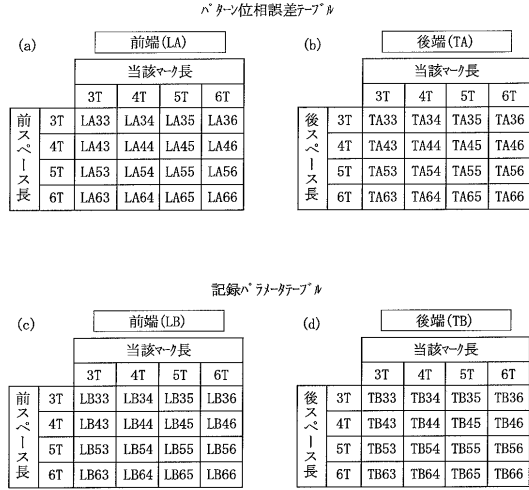 ﾊﾟﾀｰﾝ位相誤差ﾃｰﾌﾞﾙ
(a) 前端(LA)
当該ﾏｰｸ長
3T 4T 5T 6T
前スペース長
3T LA33 LA34 LA35 LA36
4T LA43 LA44 LA45 LA46
5T LA53 LA54 LA55 LA56
6T LA63 LA64 LA65 LA66
(b) 後端(TA)
当該ﾏｰｸ長
3T 4T 5T 6T
後スペース長
3T TA33 TA34 TA35 TA36
4T TA43 TA44 TA45 TA46
5T TA53 TA54 TA55 TA56
6T TA63 TA64 TA65 TA66
記録ﾊﾟﾗﾒｰﾀﾃｰﾌﾞﾙ
(c) 前端(LB)
当該ﾏｰｸ長
3T 4T 5T 6T
前スペース長
3T LB33 LB34 LB35 LB36
4T LB43 LB44 LB45 LB46
5T LB53 LB54 LB55 LB56
6T LB63 LB64 LB65 LB66
(d) 後端(TB)
当該ﾏｰｸ長
3T 4T 5T 6T
後スペース長
3T TB33 TB34 TB35 TB36
4T TB43 TB44 TB45 TB46
5T TB53 TB54 TB55 TB56
6T TB63 TB64 TB65 TB66